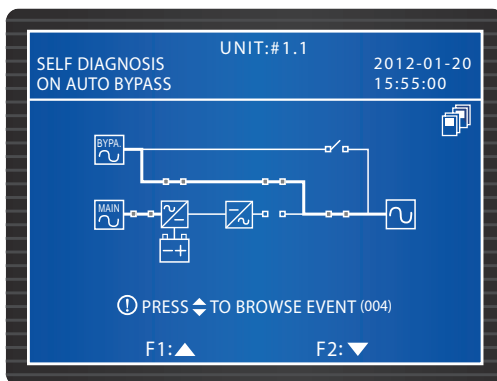 UNIT:#1.1
SELF DIAGNOSIS
ON AUTO BYPASS
2012-01-20
15:55:00
BYPA.
MAIN
PRESS TO BROWSE EVENT (004)
F1: F2: